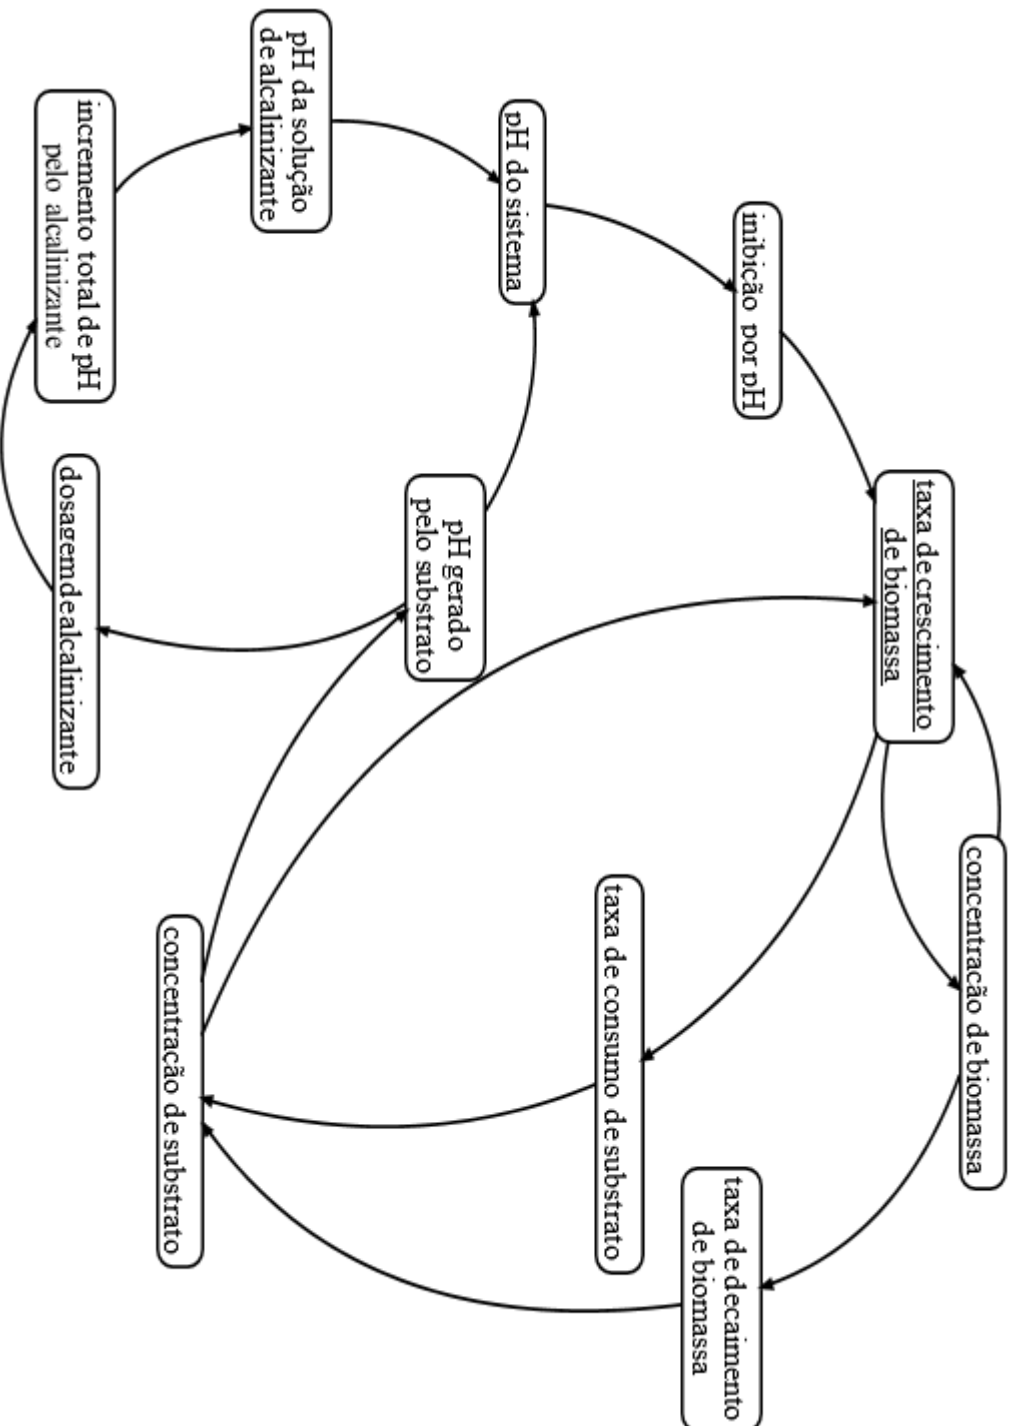 concentração de biomassa
taxa de crescimento
de biomassa
inibição por pH
taxa de decaimento
de biomassa
taxa de consumo de substrato
pH do sistema
pH gerado
pelo substrato
pH da solução
de alcalinizante
concentração de substrato
incremento total de pH
pelo alcalinizante
dosagem de alcalinizante